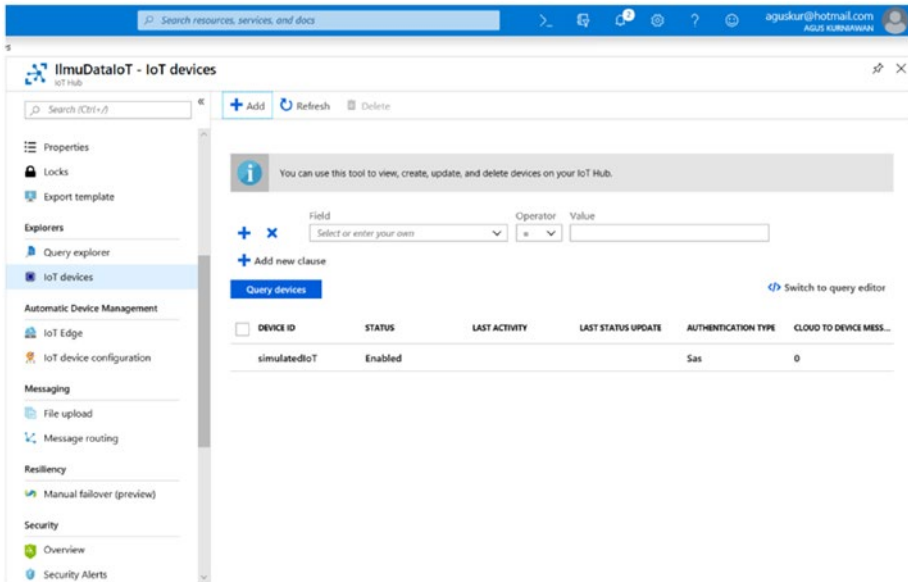 Search resources, services, and docs
2
aguskur@hotmail.com
AGUS KURNIAWAN
IlmuDataIoT - IoT devices
IoT Hub
Search (Ctrl+/)
Add
Refresh
Delete
Properties
Locks
Export template
Explorers
Query explorer
IoT devices
Automatic Device Management
IoT Edge
IoT device configuration
Messaging
File upload
Message routing
Resiliency
Manual failover (preview)
Security
Overview
Security Alerts
You can use this tool to view, create, update, and delete devices on your IoT Hub.
Field Operator Value
Select or enter your own =
Add new clause
Query devices
Switch to query editor
DEVICE ID STATUS LAST ACTIVITY LAST STATUS UPDATE AUTHENTICATION TYPE CLOUD TO DEVICE MESS...
simulatedIoT Enabled Sas 0